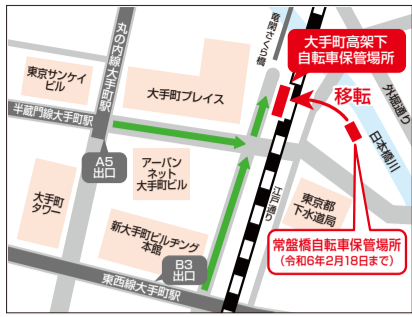 丸の内線大手町駅
竜閑さくら橋
大手町高架下
自転車保管場所
外堀通り
東京サンケイ
ビル
大手町プレイス
移転
日本橋川
半蔵門線大手町駅
A5
出口
アーバン
ネット
大手町ビル
大手町
タワー
江戸通り
東京都
下水道局
新大手町ビルヂング
本館
常盤橋自転車保管場所
(令和6年2月18日まで)
B3
出口
東西線大手町駅